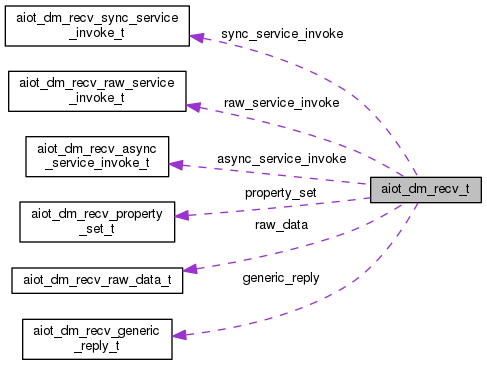 aiot_dm_recv_sync_service
_invoke_t
sync_service_invoke
aiot_dm_recv_raw_service
_invoke_t
raw_service_invoke
aiot_dm_recv_async
_service_invoke_t
async_service_invoke
aiot_dm_recv_t
property_set
aiot_dm_recv_property
_set_t
raw_data
aiot_dm_recv_raw_data_t
generic_reply
aiot_dm_recv_generic
_reply_t